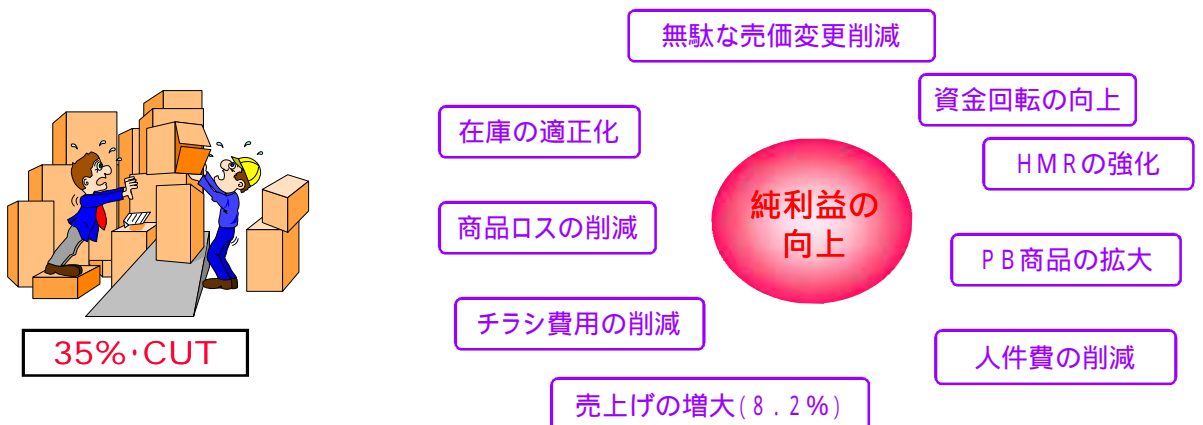 無駄な売価変更削減
資金回転の向上
在庫の適正化
HMRの強化
純利益の
向上
商品ロスの削減
PB商品の拡大
チラシ費用の削減
35%・CUT
人件費の削減
売上げの増大(8.2%)